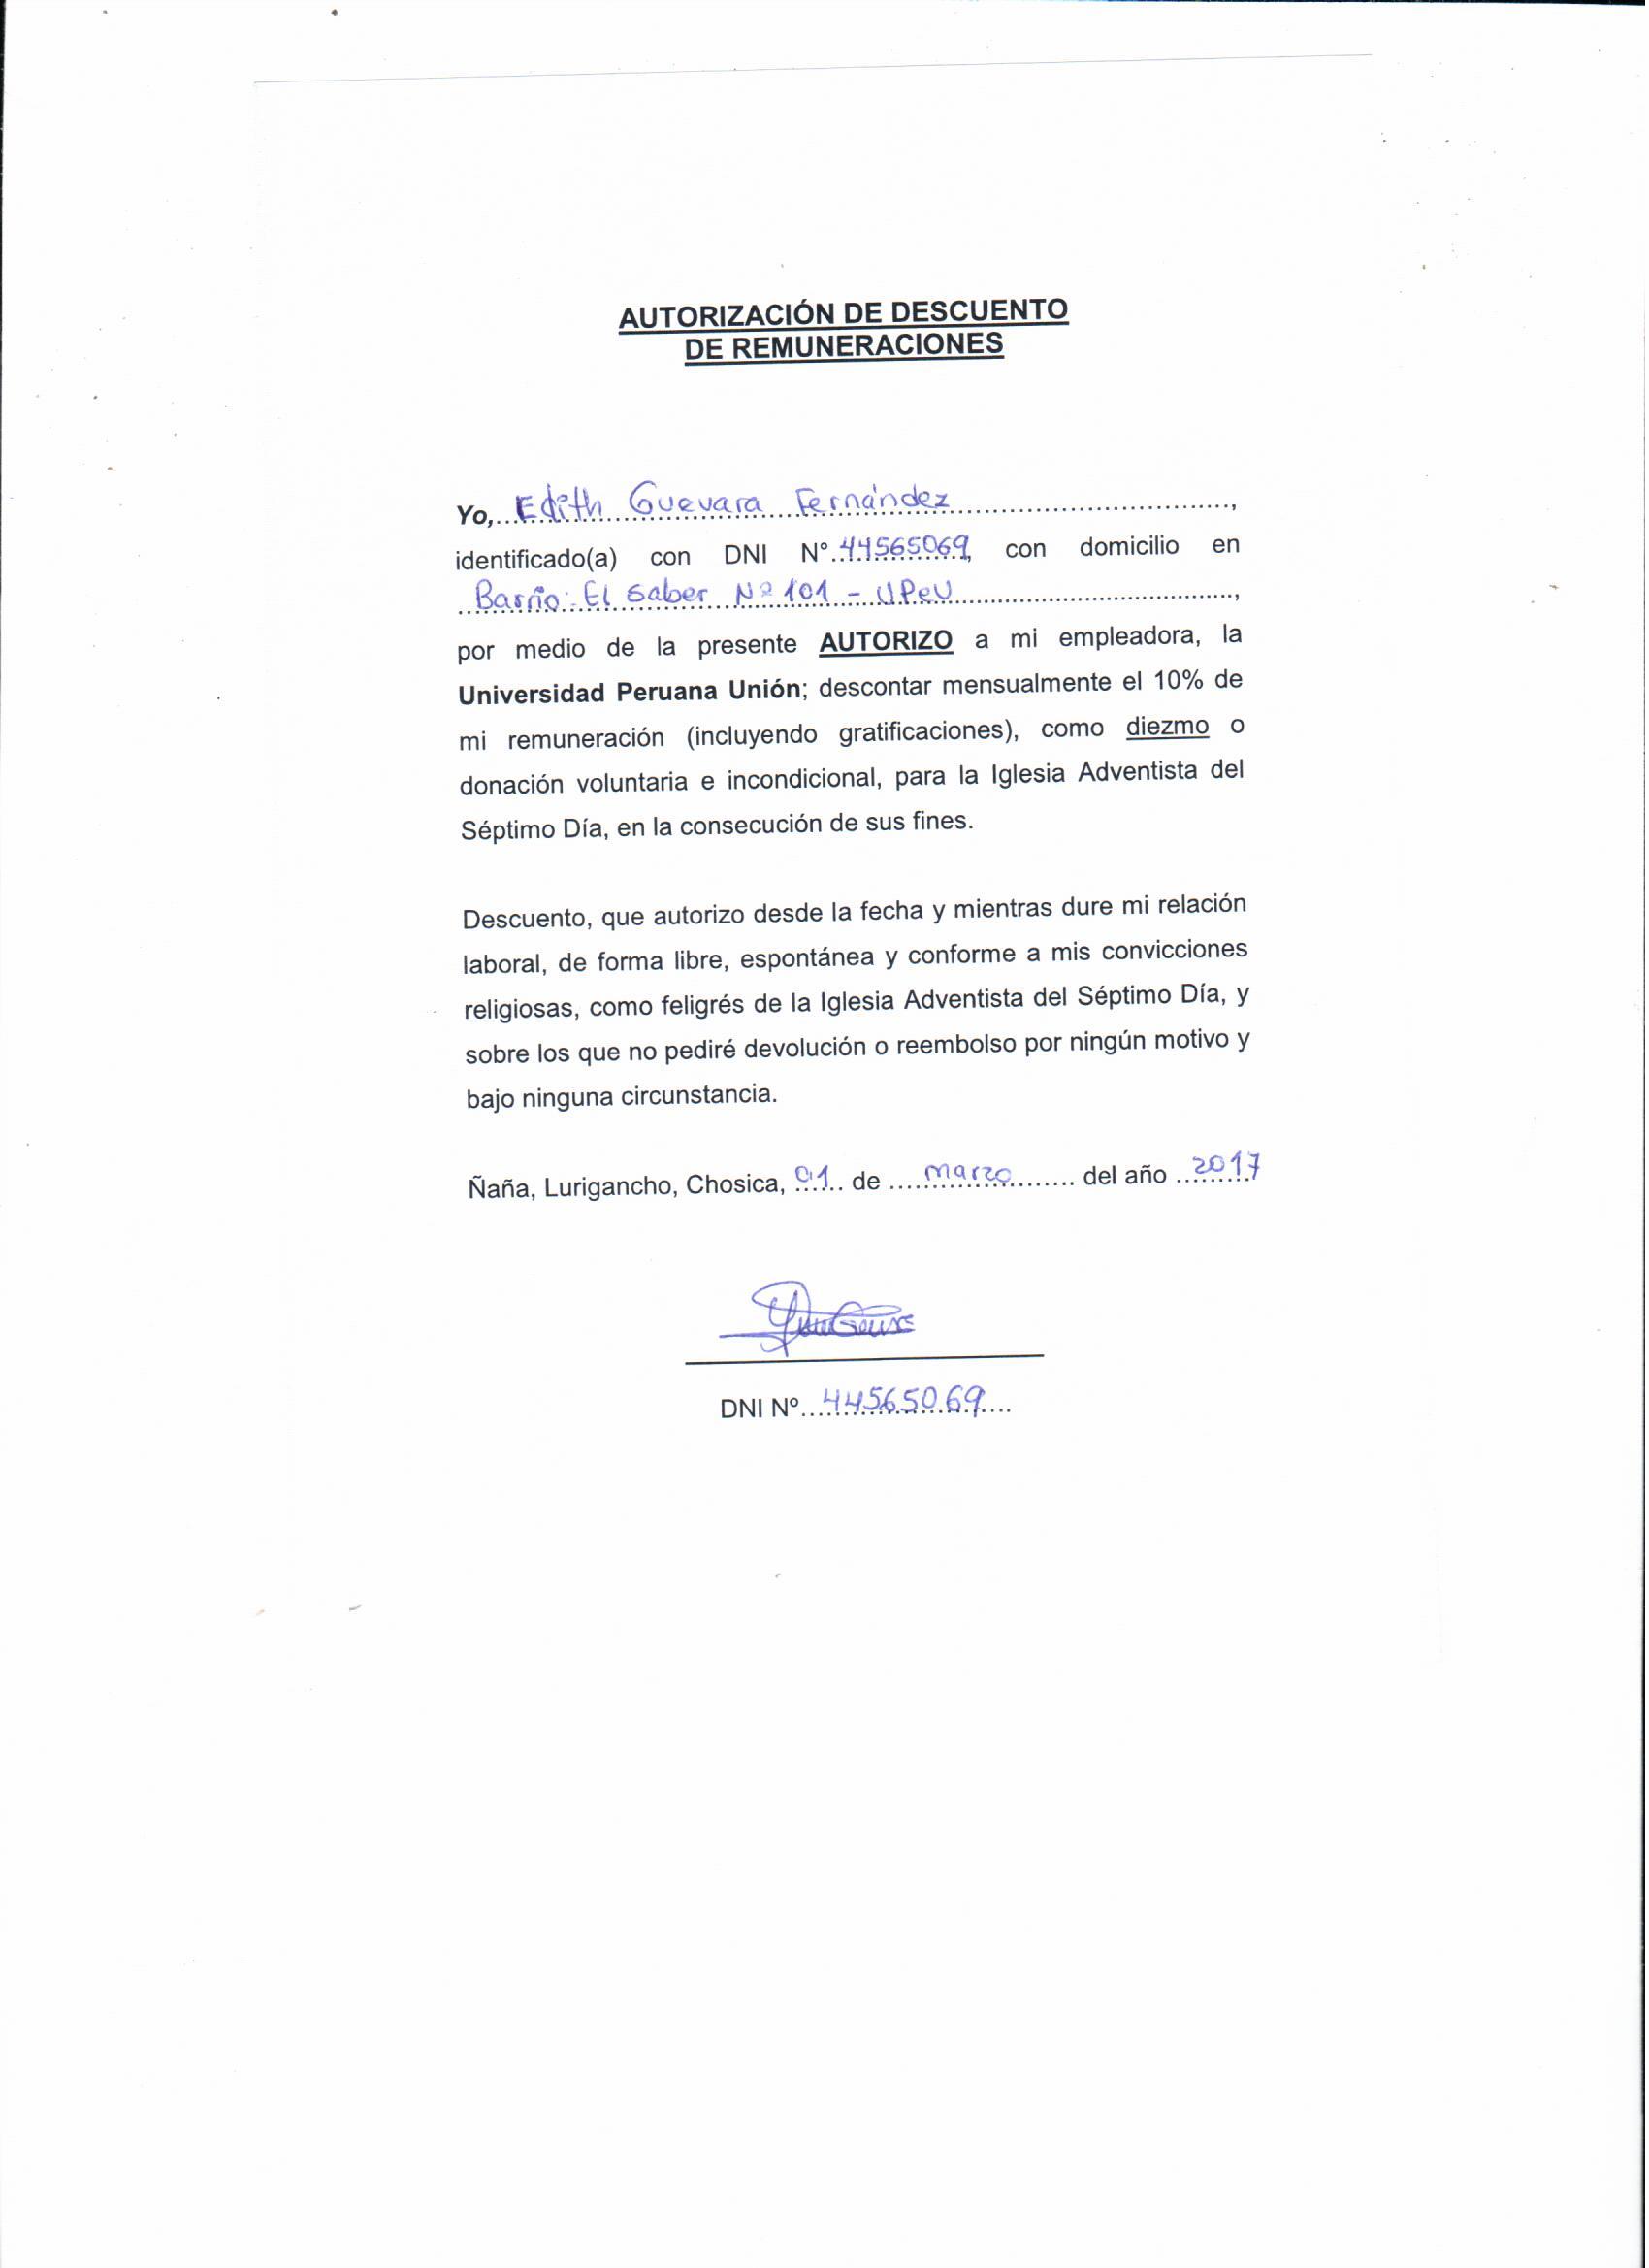 AUTORIZACIÓN DE DESCUENTO
DE REMUNERACIONES
Yo,....Edith Guevara Fernández....,
identificado(a) con DNI N°.44565069, con domicilio en
Barrio: El Saber Nº 101 - UPeU....,
por medio de la presente AUTORIZO a mi empleadora, la
Universidad Peruana Unión; descontar mensualmente el 10% de
mi remuneración (incluyendo gratificaciones), como diezmo o
donación voluntaria e incondicional, para la Iglesia Adventista del
Séptimo Día, en la consecución de sus fines.
Descuento, que autorizo desde la fecha y mientras dure mi relación
laboral, de forma libre, espontánea y conforme a mis convicciones
religiosas, como feligrés de la Iglesia Adventista del Séptimo Día, y
sobre los que no pediré devolución o reembolso por ningún motivo y
bajo ninguna circunstancia.
Ñaña, Lurigancho, Chosica, 01 de marzo del año 2017
DNI Nº 44565069